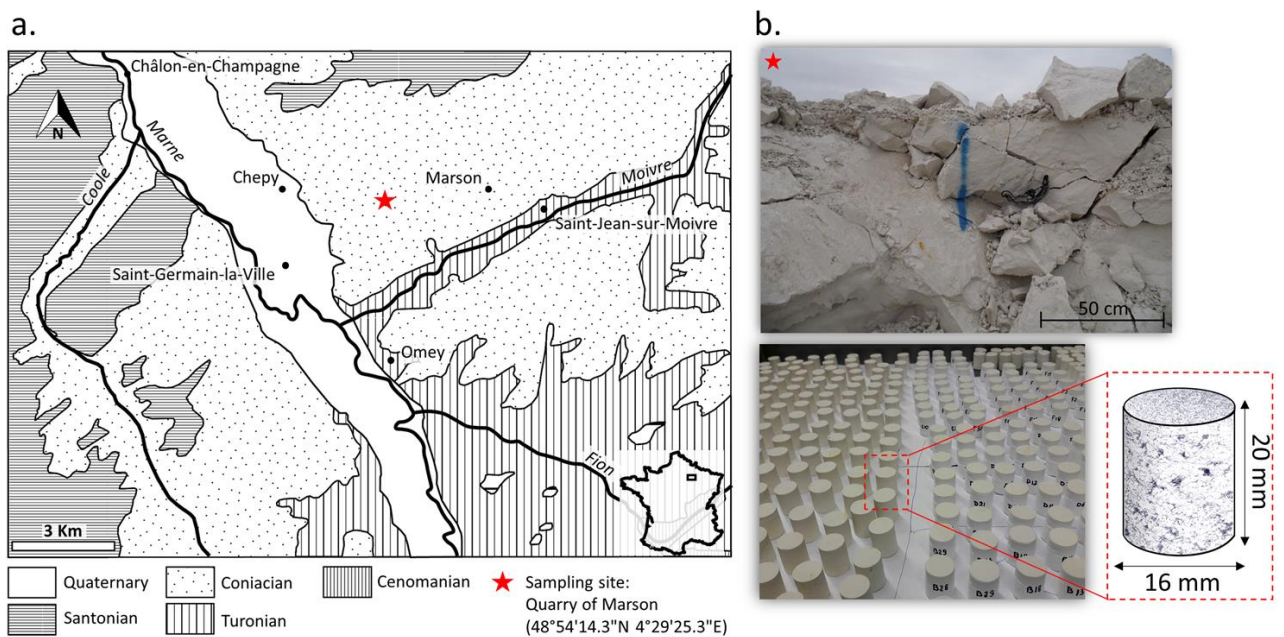 a.
Châlon-en-Champagne
N
Marne
Coole
Chepy
Marson
Moivre
Saint-Jean-sur-Moivre
Saint-Germain-la-Ville
Omey
Fion
3 Km
Quaternary
Coniacian
Cenomanian
Santonian
Turonian
Sampling site:
Quarry of Marson
(48°54'14.3"N 4°29'25.3"E)
b.
50 cm
20 mm
16 mm